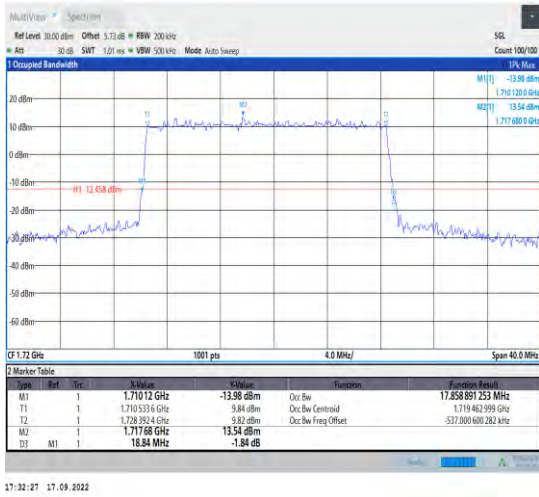 MultiView Spectrum
Ref Level 30.00 dBm Offset 5.73 dB RBW 200 kHz SGL
Att 30 dB SWT 1.01 ms VBW 500 kHz Mode Auto Sweep Count 100/100
1 Occupied Bandwidth 1Pk Max
M1[1] -13.98 dBm
1.710 120 0 GHz
20 dBm M2[1] 13.54 dBm
1.717 680 0 GHz
M2
T1 T2
10 dBm
0 dBm
-10 dBm
H1 -12.458 dBm
-30 dBm
-40 dBm
-50 dBm
-60 dBm
CF 1.72 GHz 1001 pts 4.0 MHz/ Span 40.0 MHz
2 Marker Table
Type Ref Trc X-Value Y-Value Function Function Result
M1 1 1.710 12 GHz -13.98 dBm Occ Bw 17.858 891 253 MHz
T1 1 1.710 533 6 GHz 9.84 dBm Occ Bw Centroid 1.719 462 999 GHz
T2 1 1.728 392 4 GHz 9.82 dBm Occ Bw Freq Offset -537.000 600 282 kHz
M2 1 1.717 68 GHz 13.54 dBm
D3 M1 1 18.84 MHz -1.84 dB
17:32:27 17.09.2022